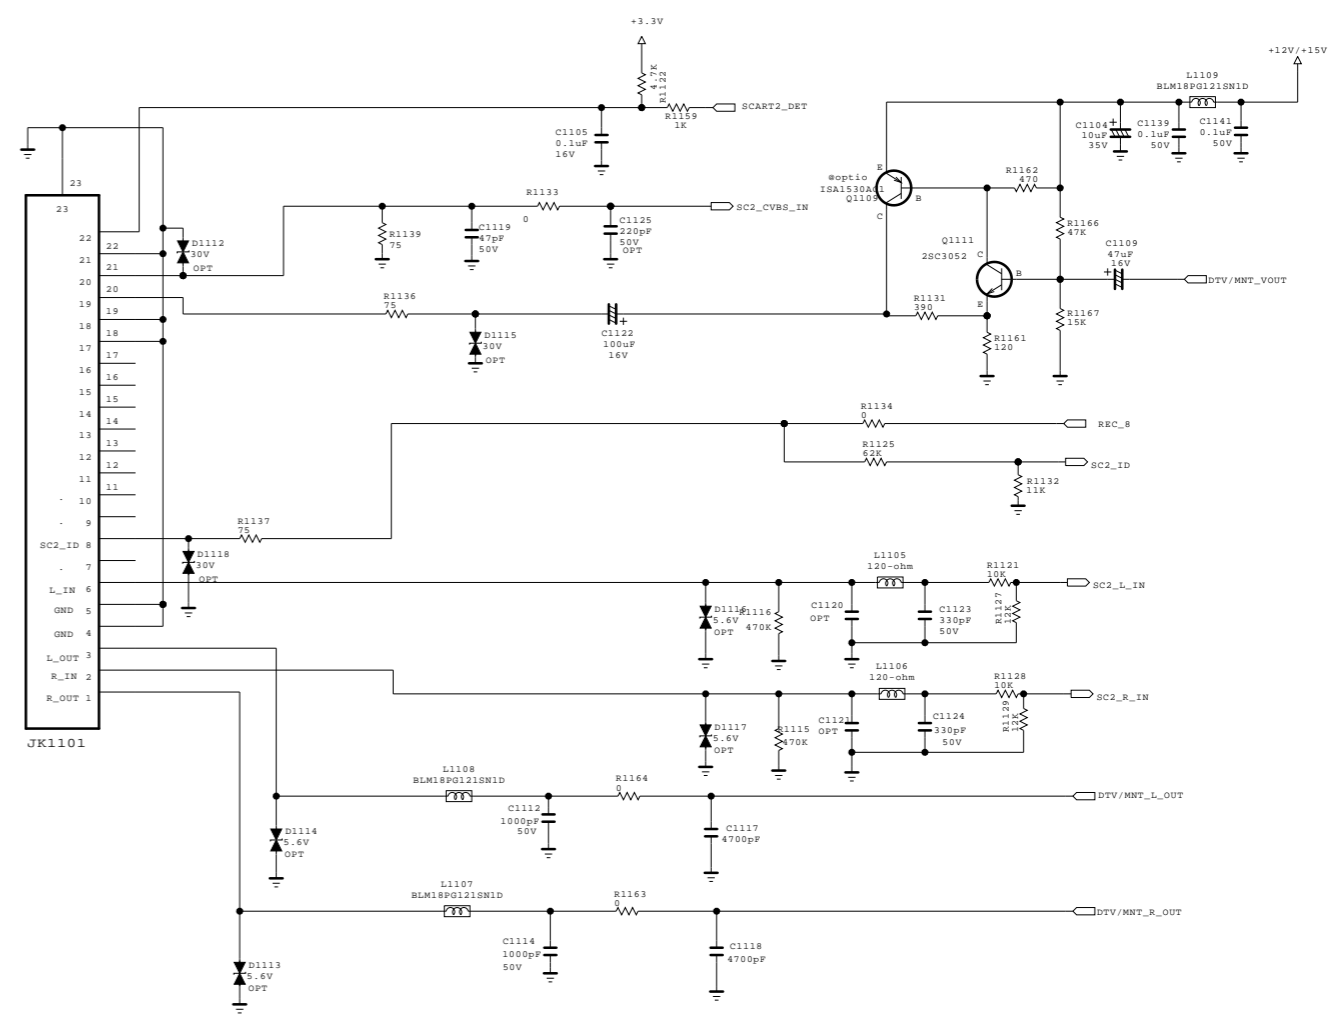 +3.3V
4.7K
R1122
SCART2_DET
R1159
1K
C1105
0.1uF
16V
+12V/+15V
L1109
BLM18PG121SN1D
C1104
10uF
35V
C1139
0.1uF
50V
C1141
0.1uF
50V
@optio
ISA1530AC1
Q1109
E
B
C
R1162
470
R1166
47K
C1109
47uF
16V
DTV/MNT_VOUT
Q1111
2SC3052
C
B
E
R1131
390
R1161
120
R1167
15K
R1133
0
SC2_CVBS_IN
R1139
75
C1119
47pF
50V
C1125
220pF
50V
OPT
D1112
30V
OPT
R1136
75
D1115
30V
OPT
C1122
100uF
16V
23
23
22
22
21
21
20
20
19
19
18
18
17
17
16
16
15
15
14
14
13
13
12
12
11
11
- 10
- 9
SC2_ID 8
- 7
L_IN 6
GND 5
GND 4
L_OUT 3
R_IN 2
R_OUT 1
JK1101
R1134
0
REC_8
R1125
62K
SC2_ID
R1132
11K
R1137
75
D1118
30V
OPT
L1105
120-ohm
R1121
10K
SC2_L_IN
R1127
12K
D1116
5.6V
OPT
R1116
470K
C1120
OPT
C1123
330pF
50V
L1106
120-ohm
R1128
10K
SC2_R_IN
R1129
12K
D1117
5.6V
OPT
R1115
470K
C1121
OPT
C1124
330pF
50V
L1108
BLM18PG121SN1D
R1164
0
DTV/MNT_L_OUT
D1114
5.6V
OPT
C1112
1000pF
50V
C1117
4700pF
L1107
BLM18PG121SN1D
R1163
0
DTV/MNT_R_OUT
D1113
5.6V
OPT
C1114
1000pF
50V
C1118
4700pF